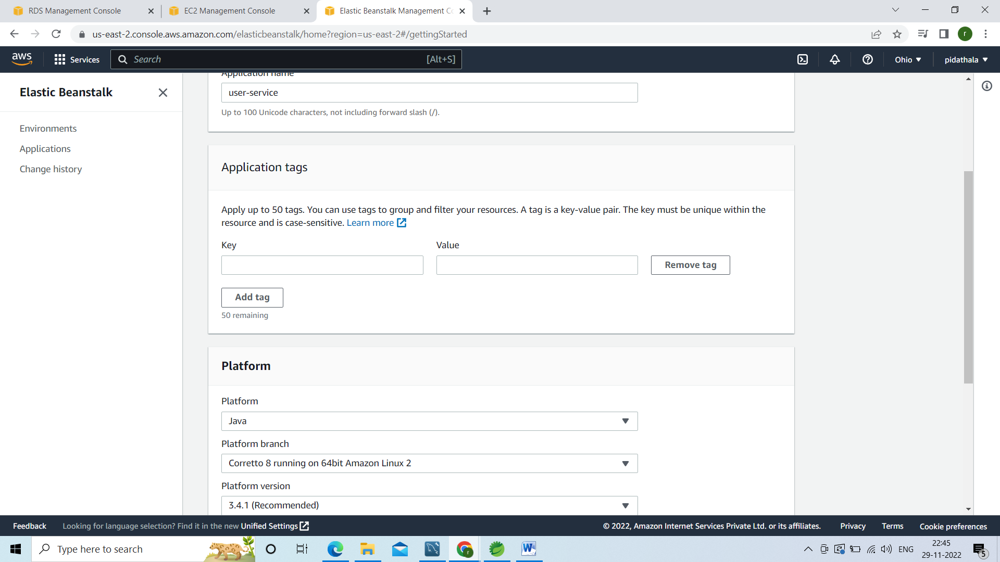 RDS Management Console
EC2 Management Console
Elastic Beanstalk Management Co
us-east-2.console.aws.amazon.com/elasticbeanstalk/home?region=us-east-2#/gettingStarted
r
aws
Services
Search
[Alt+S]
Ohio
pidathala
Elastic Beanstalk
Environments
Applications
Change history
Application name
user-service
Up to 100 Unicode characters, not including forward slash (/).
Application tags
Apply up to 50 tags. You can use tags to group and filter your resources. A tag is a key-value pair. The key must be unique within the
resource and is case-sensitive. Learn more
Key
Value
Remove tag
Add tag
50 remaining
Platform
Platform
Java
Platform branch
Corretto 8 running on 64bit Amazon Linux 2
Platform version
3.4.1 (Recommended)
Feedback
Looking for language selection? Find it in the new Unified Settings
© 2022, Amazon Internet Services Private Ltd. or its affiliates.
Privacy
Terms
Cookie preferences
Type here to search
r
W
ENG
22:45
29-11-2022
5